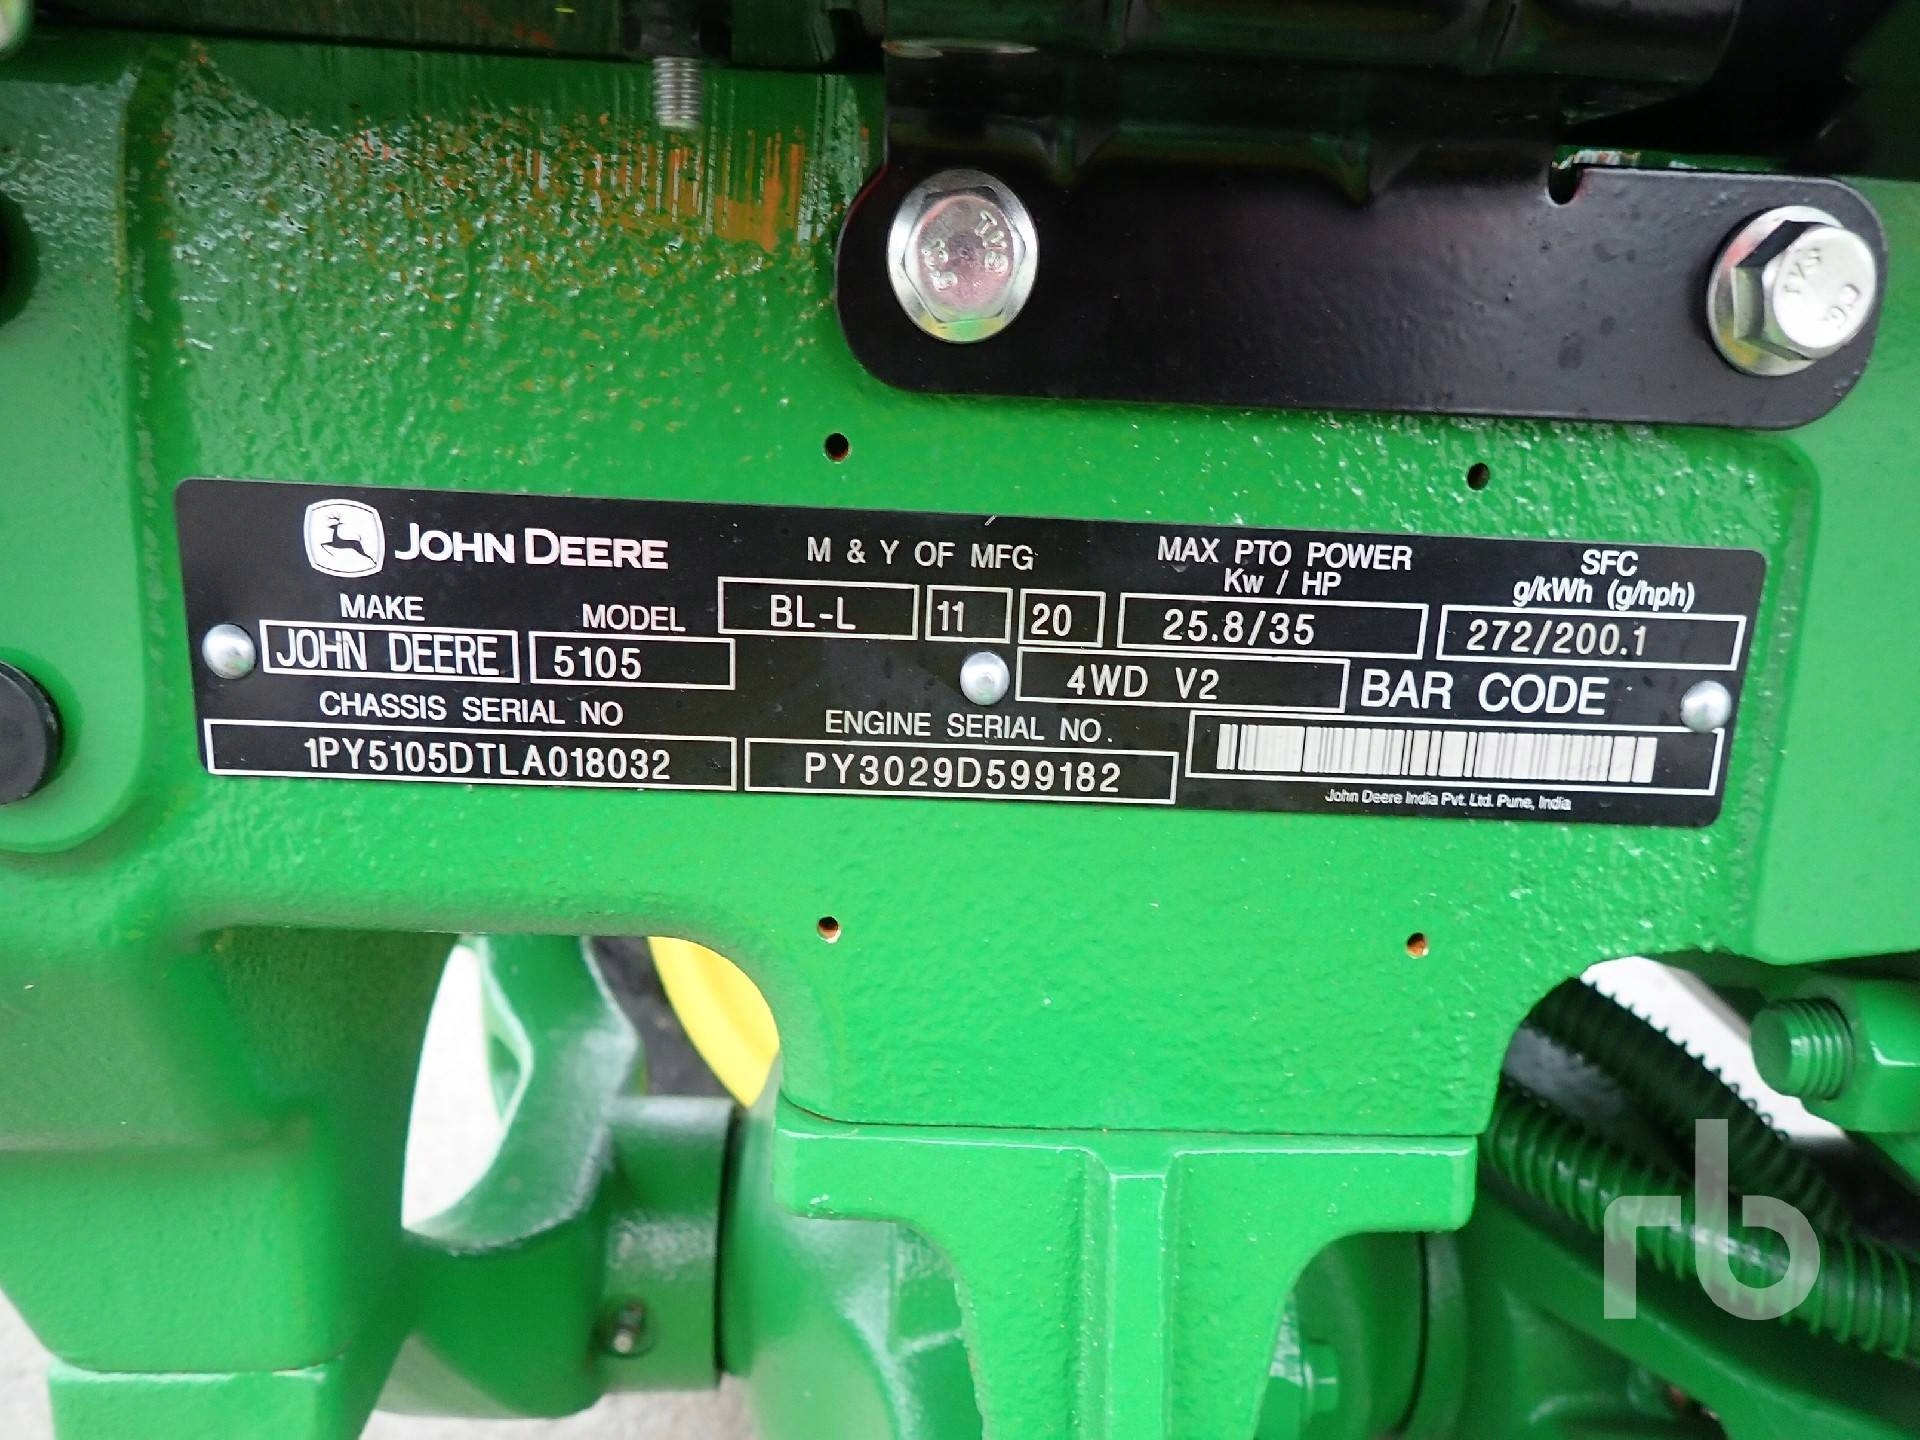 JOHN DEERE
M & Y OF MFG
MAX PTO POWER
Kw / HP
SFC
g/kWh (g/hph)
MAKE
MODEL
BL-L
11
20
25.8/35
272/200.1
JOHN DEERE
5105
4WD V2
BAR CODE
CHASSIS SERIAL NO
ENGINE SERIAL NO.
1PY5105DTLA018032
PY3029D599182
John Deere India Pvt. Ltd. Pune, India
TVS
TVS
rb